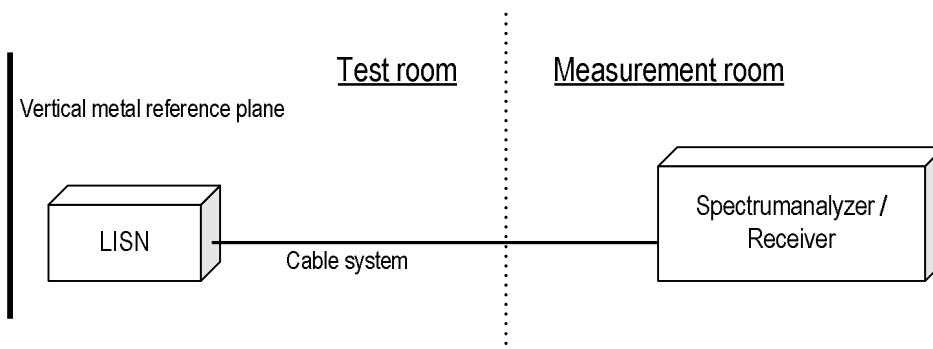 Test room
Measurement room
Vertical metal reference plane
LISN
Cable system
Spectrumanalyzer /
Receiver